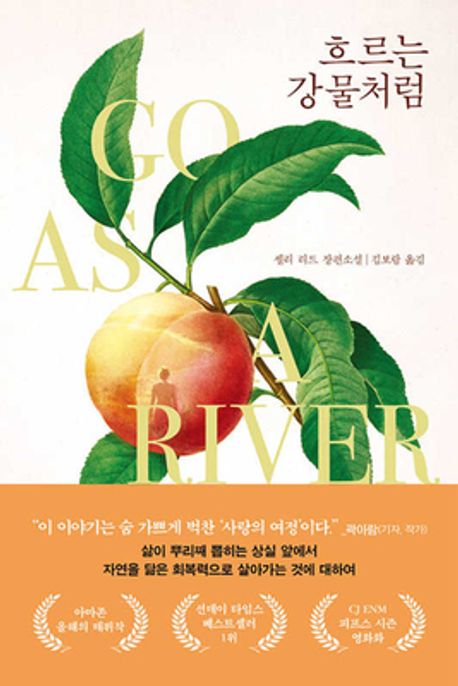 흐르는
강물처럼
GO
AS
셸리 리드 장편소설 | 김보람 옮김
A
RIVER
“이 이야기는 숨 가쁘게 벅찬 ‘사랑의 여정’이다.” _곽아람(기자, 작가)
삶이 뿌리째 뽑히는 상실 앞에서
자연을 닮은 회복력으로 살아가는 것에 대하여
아마존
올해의 데뷔작
선데이 타임스
베스트셀러
1위
CJ ENM
피프스 시즌
영화화